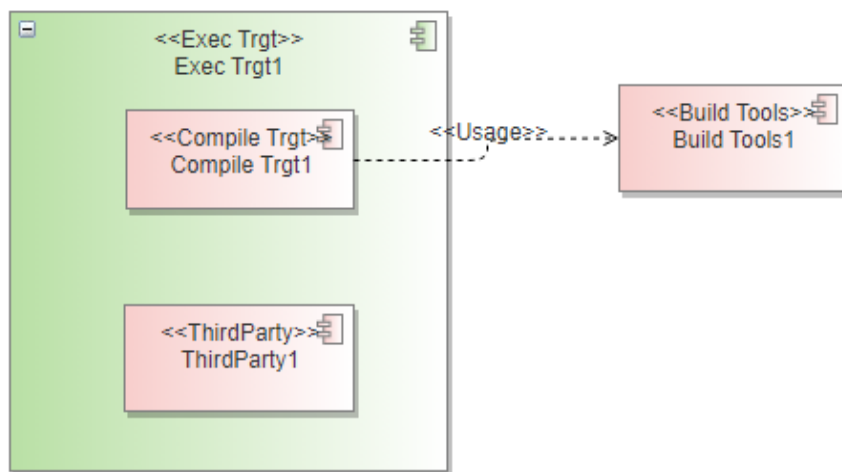 <<Exec Trgt>>
Exec Trgt1
<<Compile Trgt>>
Compile Trgt1
<<Usage>>
<<Build Tools>>
Build Tools1
<<ThirdParty>>
ThirdParty1